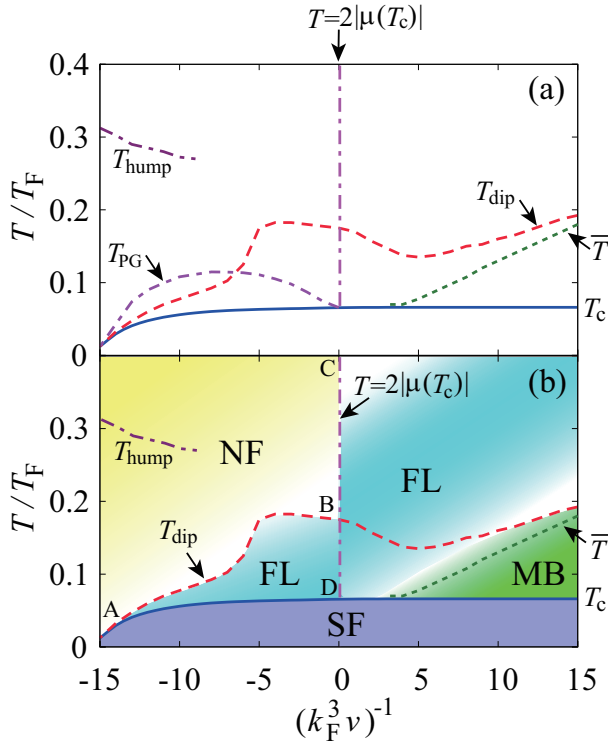 T=2|μ(Tc)|
0.4
(a)
0.3
Thump
Tdip
0.2
T/TF
TPG
T̅
0.1
Tc
0
C
(b)
T=2|μ(Tc)|
0.3
Thump
NF
FL
0.2
T/TF
B
Tdip
T̅
0.1
FL
MB
A
D
Tc
SF
0
-15
-10
-5
0
5
10
15
(kF³v)⁻¹